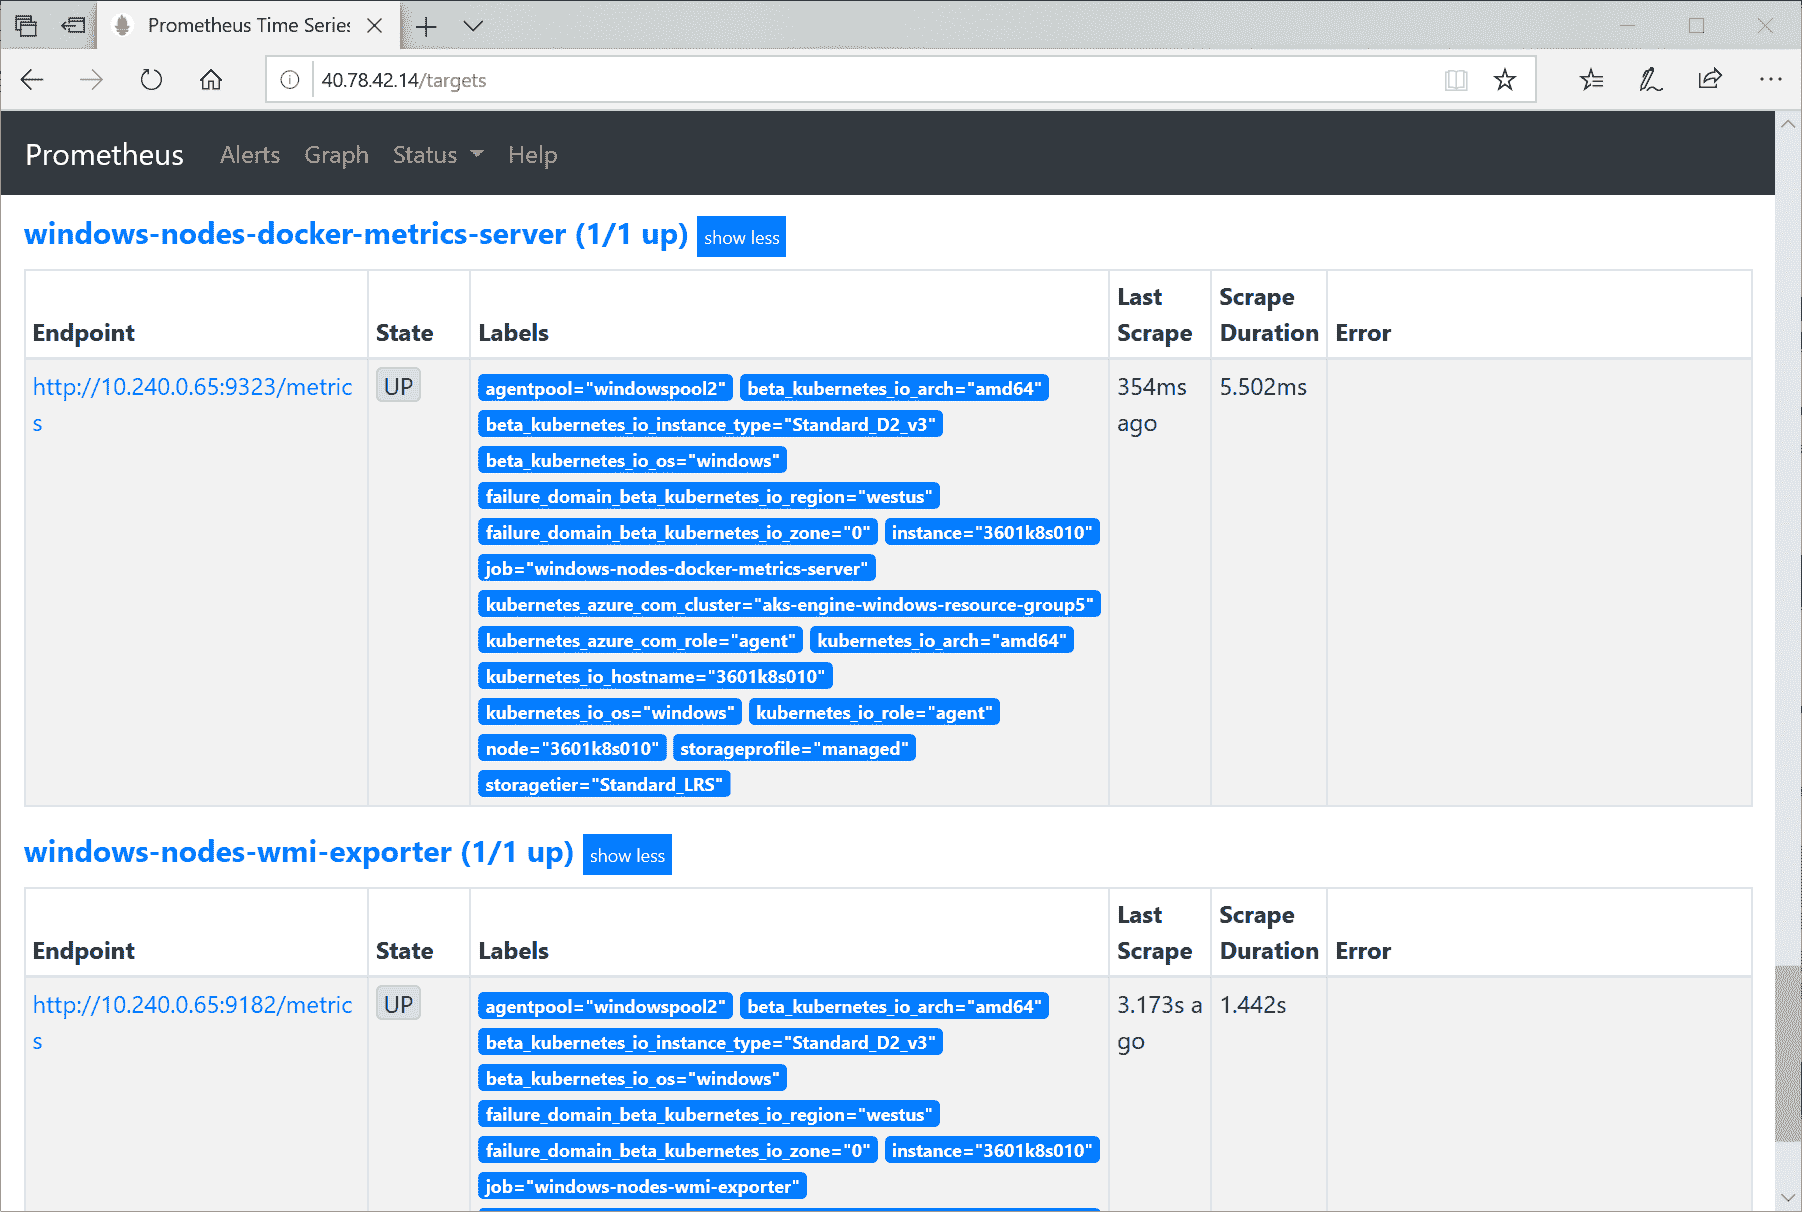 Prometheus Time Series
40.78.42.14/targets
Prometheus Alerts Graph Status Help
windows-nodes-docker-metrics-server (1/1 up) show less
Endpoint State Labels Last Scrape Scrape Duration Error
http://10.240.0.65:9323/metric
s
UP
agentpool="windowspool2" beta_kubernetes_io_arch="amd64"
beta_kubernetes_io_instance_type="Standard_D2_v3"
beta_kubernetes_io_os="windows"
failure_domain_beta_kubernetes_io_region="westus"
failure_domain_beta_kubernetes_io_zone="0" instance="3601k8s010"
job="windows-nodes-docker-metrics-server"
kubernetes_azure_com_cluster="aks-engine-windows-resource-group5"
kubernetes_azure_com_role="agent" kubernetes_io_arch="amd64"
kubernetes_io_hostname="3601k8s010"
kubernetes_io_os="windows" kubernetes_io_role="agent"
node="3601k8s010" storageprofile="managed"
storagetier="Standard_LRS"
354ms
ago
5.502ms
windows-nodes-wmi-exporter (1/1 up) show less
Endpoint State Labels Last Scrape Scrape Duration Error
http://10.240.0.65:9182/metric
s
UP
agentpool="windowspool2" beta_kubernetes_io_arch="amd64"
beta_kubernetes_io_instance_type="Standard_D2_v3"
beta_kubernetes_io_os="windows"
failure_domain_beta_kubernetes_io_region="westus"
failure_domain_beta_kubernetes_io_zone="0" instance="3601k8s010"
job="windows-nodes-wmi-exporter"
3.173s a
go
1.442s